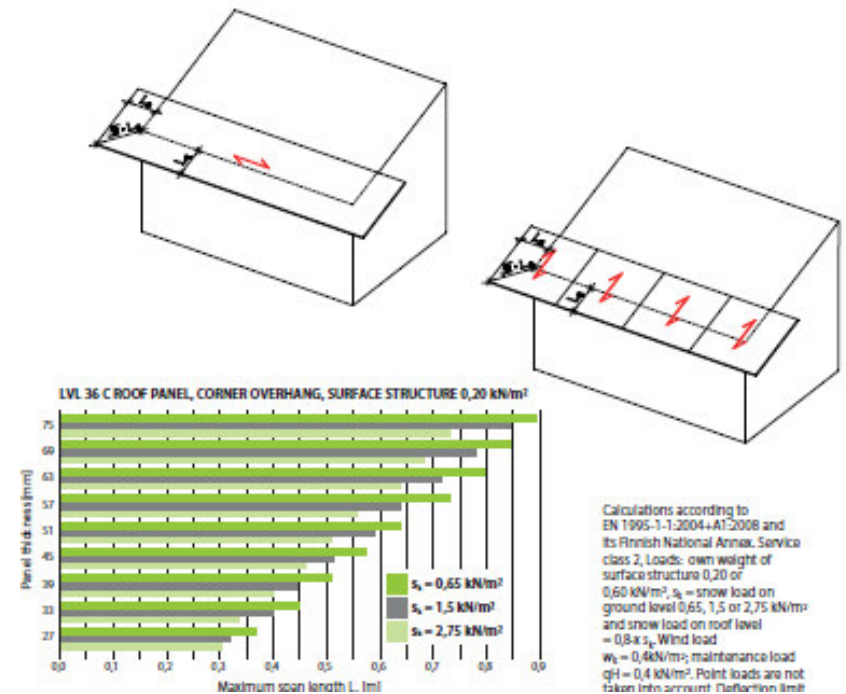 LVL 36 C ROOF PANEL, CORNER OVERHANG, SURFACE STRUCTURE 0,20 kN/m²
Panel thickness [mm]
75
69
63
57
51
45
39
33
27
sₖ = 0,65 kN/m²
sₖ = 1,5 kN/m²
sₖ = 2,75 kN/m²
0,0 0,1 0,2 0,3 0,4 0,5 0,6 0,7 0,8 0,9
Maximum span length L. [m]
Calculations according to
EN 1995-1-1:2004+A1:2008 and
its Finnish National Annex. Service
class 2, Loads: own weight of
surface structure 0,20 or
0,60 kN/m², sₖ = snow load on
ground level 0,65, 1,5 or 2,75 kN/m²
and snow load on roof level
= 0,8 x sₖ, Wind load
wₖ = 0,4kN/m²; maintenance load
qH = 0,4 kN/m². Point loads are not
taken into account. Deflection limit